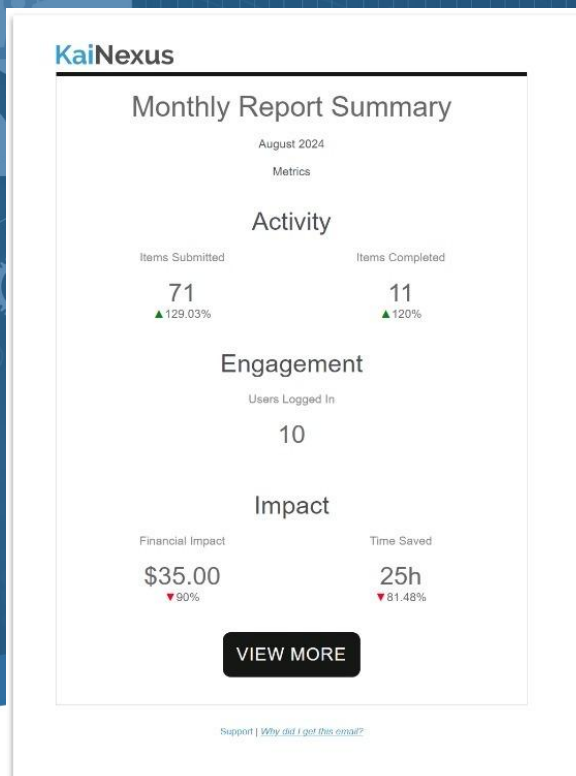 KaiNexus
Monthly Report Summary
August 2024
Metrics
Activity
Items Submitted Items Completed
71 11
▲129.03% ▲120%
Engagement
Users Logged In
10
Impact
Financial Impact Time Saved
$35.00 25h
▼90% ▼81.48%
VIEW MORE
Support | Why did I get this email?